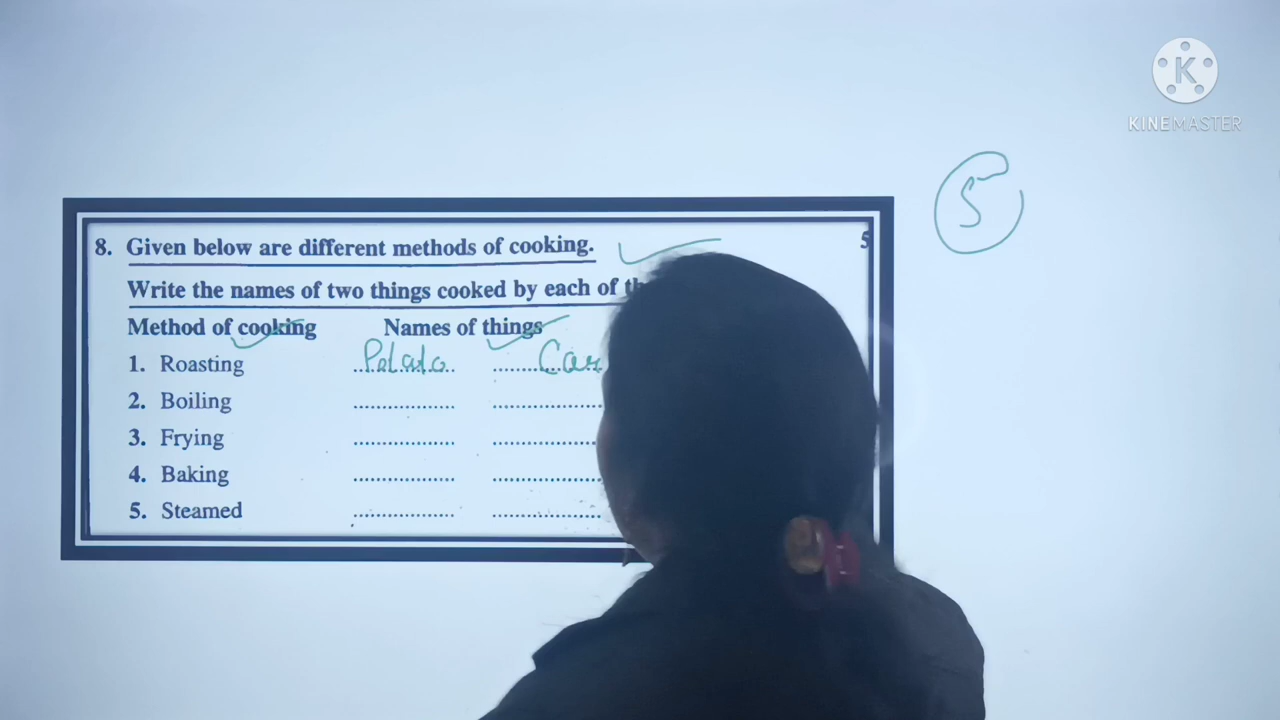 KINEMASTER
5
8. Given below are different methods of cooking. 5
Write the names of two things cooked by each of
Method of cooking Names of things
1. Roasting Potato
2. Boiling .................. ..................
3. Frying .................. ..................
4. Baking .................. ..................
5. Steamed .................. ..................